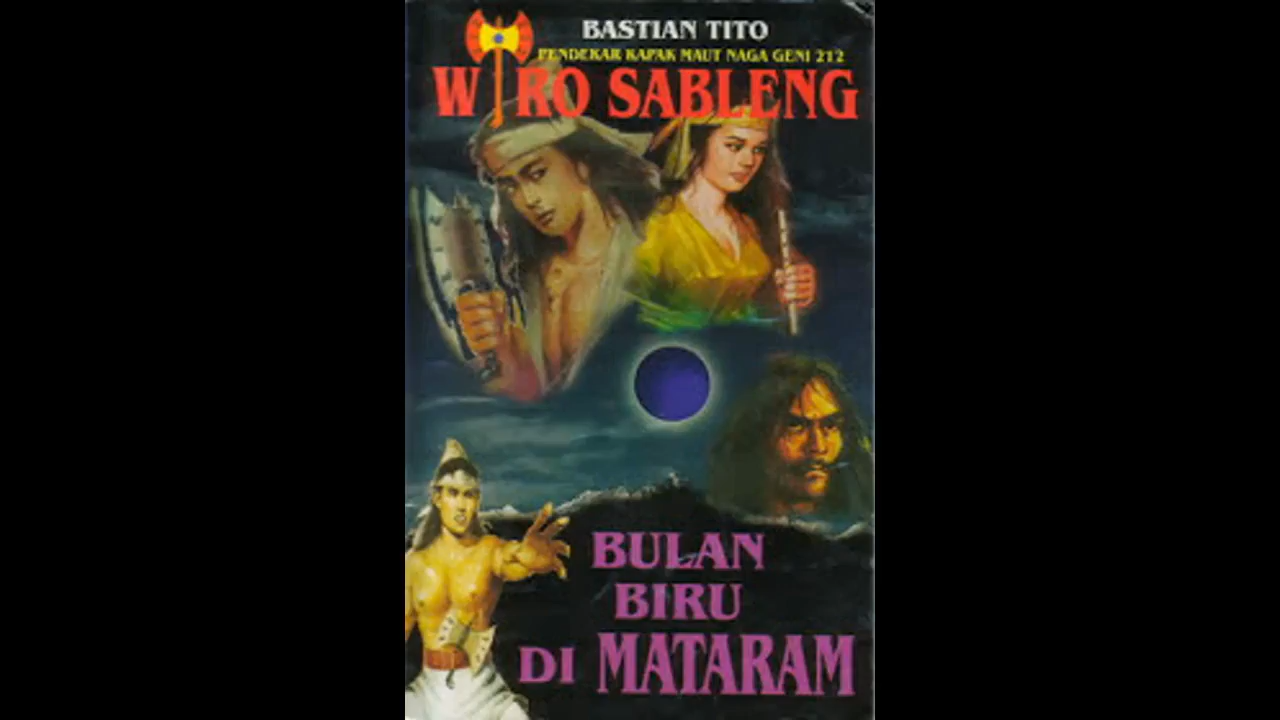 BASTIAN TITO
PENDEKAR KAPAK MAUT NAGA GENI 212
WIRO SABLENG
BULAN
BIRU
DI MATARAM